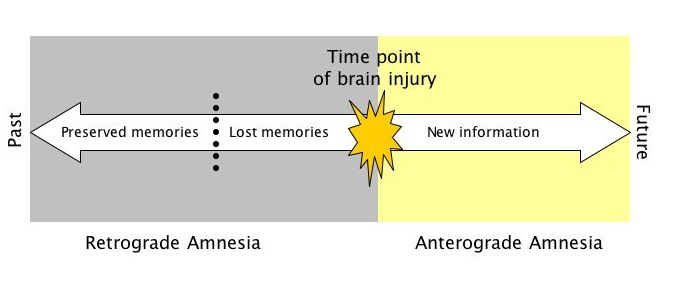 Time point
of brain injury
Past
Preserved memories
Lost memories
New information
Future
Retrograde Amnesia
Anterograde Amnesia